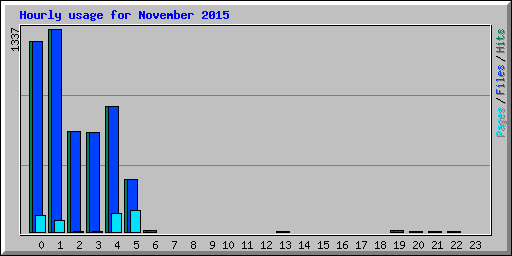 Hourly usage for November 2015
1337
Pages/Files/Hits
0 1 2 3 4 5 6 7 8 9 10 11 12 13 14 15 16 17 18 19 20 21 22 23